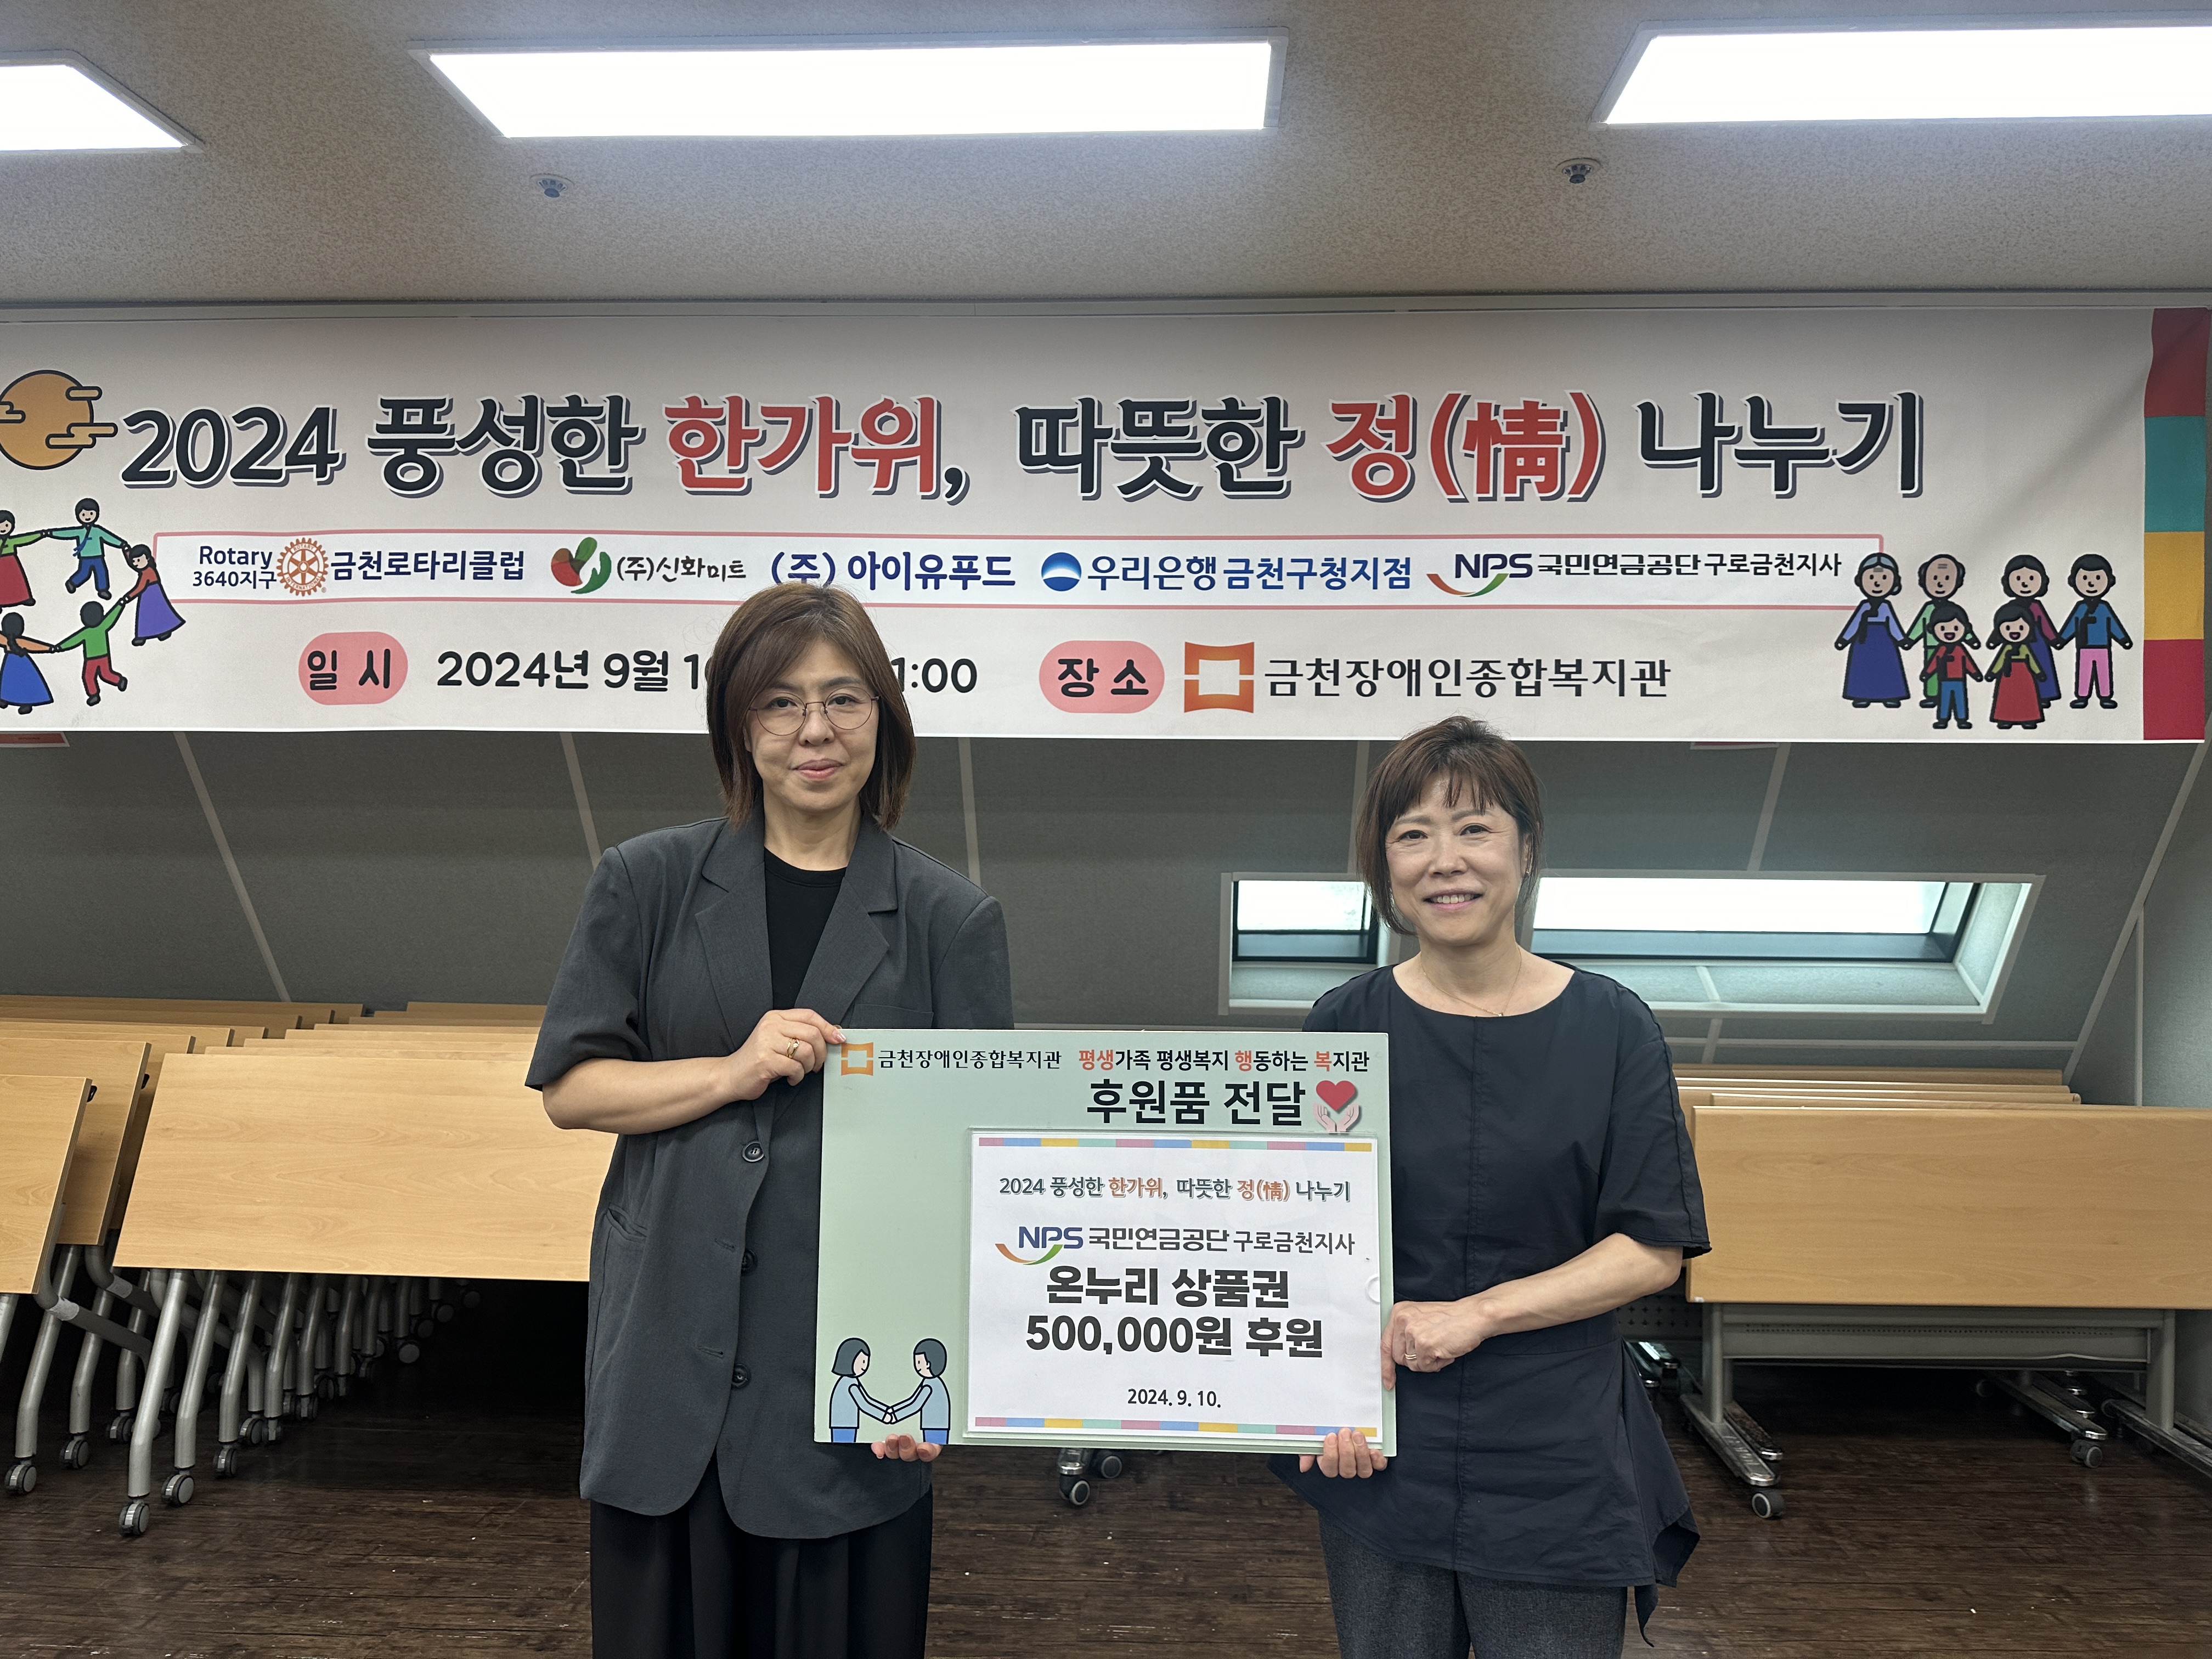 2024 풍성한 한가위, 따뜻한 정(情) 나누기
Rotary 3640지구 금천로타리클럽 (주)신화미트 (주) 아이유푸드 우리은행 금천구청지점 NPS 국민연금공단 구로금천지사
일 시 2024년 9월 :00 장 소 금천장애인종합복지관
금천장애인종합복지관 평생가족 평생복지 행동하는 복지관
후원품 전달
2024 풍성한 한가위, 따뜻한 정(情) 나누기
NPS 국민연금공단 구로금천지사
온누리 상품권
500,000원 후원
2024. 9. 10.